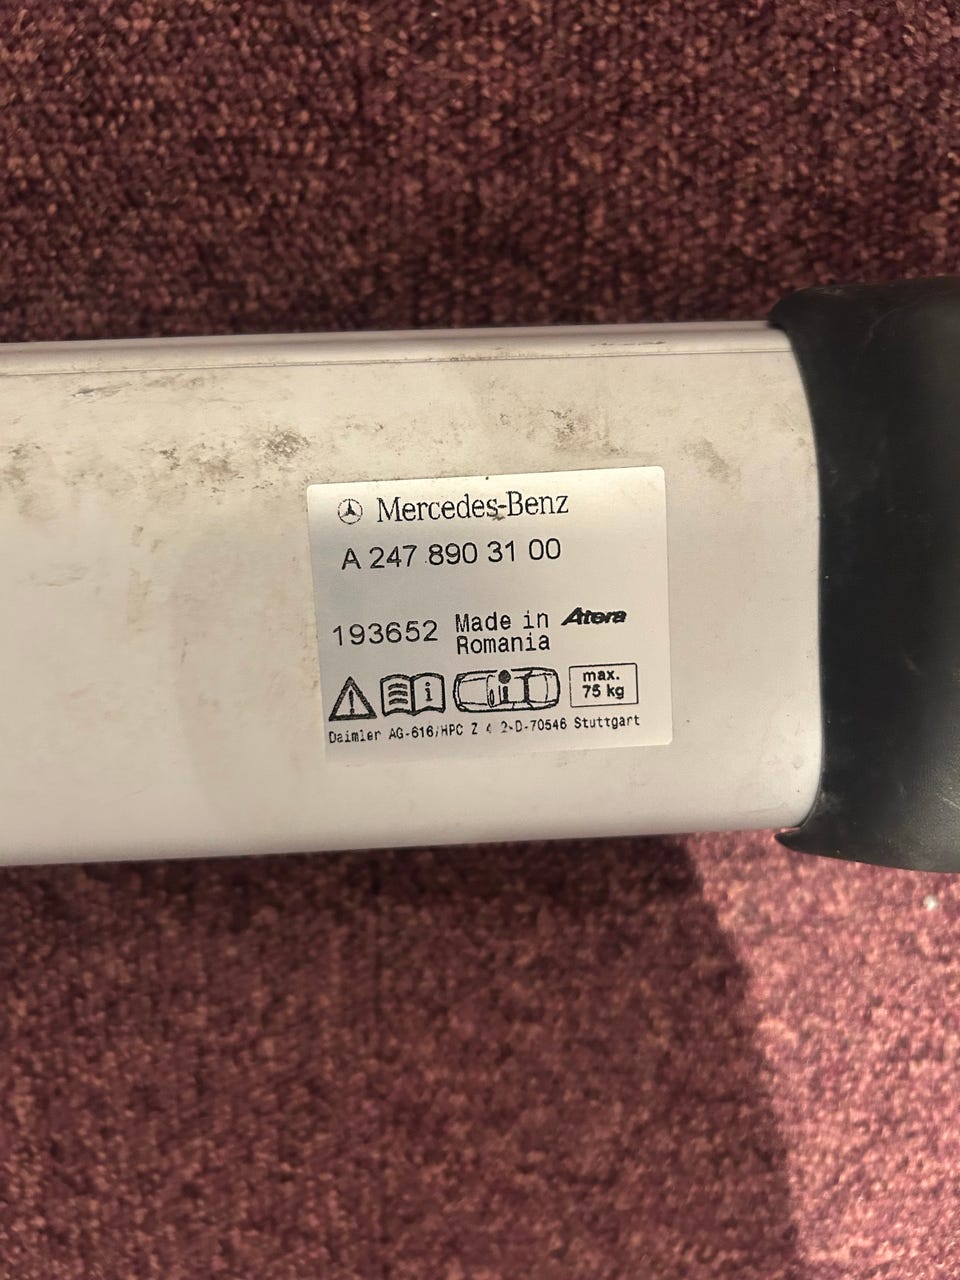 Mercedes-Benz
A 247 890 31 00
193652 Made in Atera
Romania
i
max.
75 kg
Daimler AG-616/HPC Z 4 2-D-70546 Stuttgart